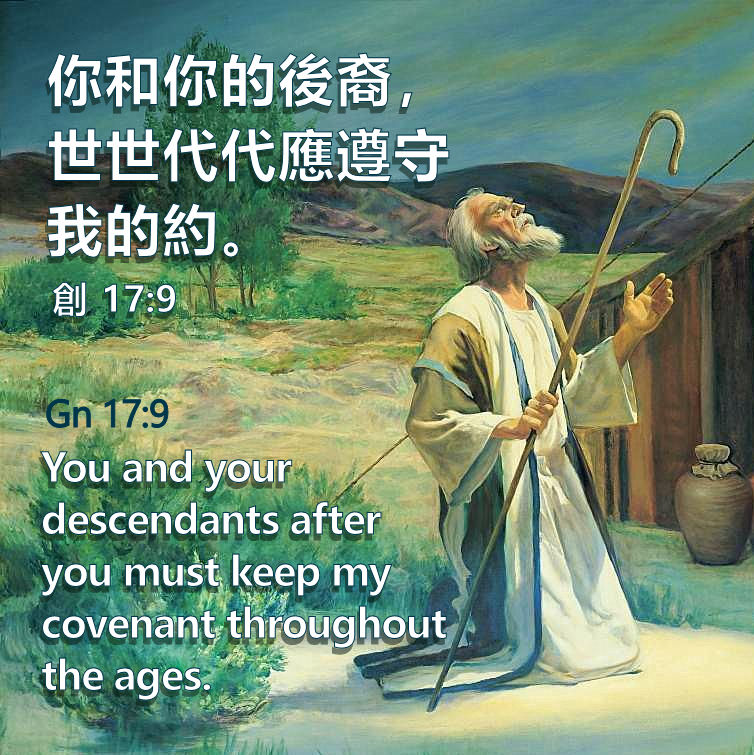 你和你的後裔，
世世代代應遵守
我的約。
創 17:9
Gn 17:9
You and your
descendants after
you must keep my
covenant throughout
the ages.